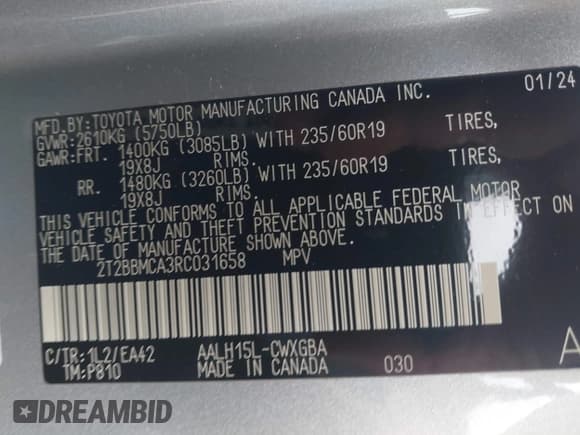 MFD.BY:TOYOTA MOTOR MANUFACTURING CANADA INC. 01/24
GVWR: 2610KG (5750LB)
GAWR:FRT. 1400KG (3085LB) WITH 235/60R19 TIRES,
19X8J RIMS.
RR. 1480KG (3260LB) WITH 235/60R19 TIRES,
19X8J RIMS.
THIS VEHICLE CONFORMS TO ALL APPLICABLE FEDERAL MOTOR
VEHICLE SAFETY AND THEFT PREVENTION STANDARDS IN EFFECT ON
THE DATE OF MANUFACTURE SHOWN ABOVE.
2T2BBMCA3RC031658 MPV
C/TR:1L2/EA42 AALH15L-CWXGBA A
TM:P810 MADE IN CANADA 030
DREAMBID